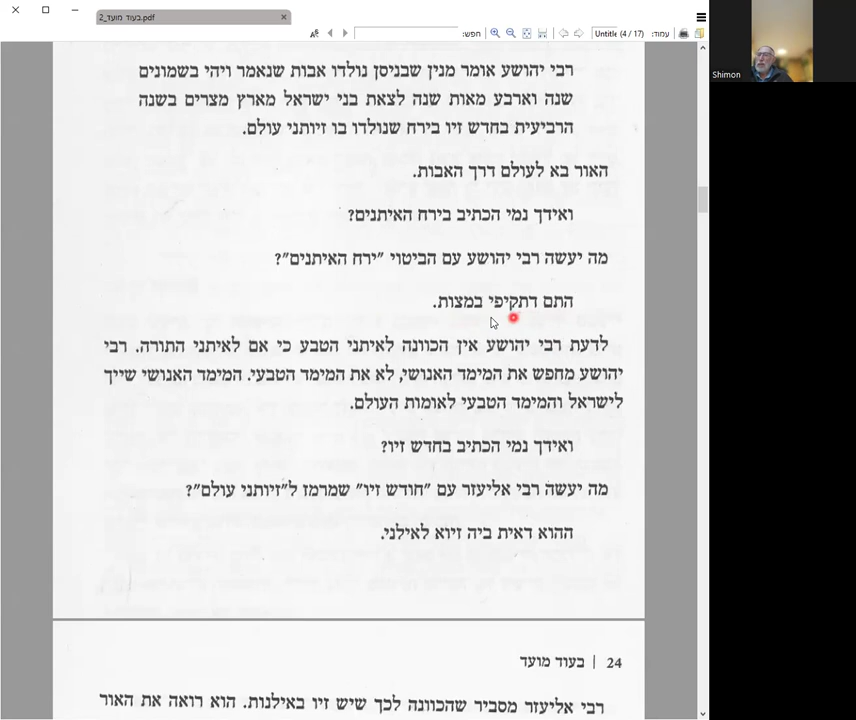 בעוד מועד_2.pdf
עמוד: Untitle (4 / 17) חפש:
Shimon
רבי יהושע אומר מנין שבניסן נולדו אבות שנאמר ויהי בשמונים
שנה וארבע מאות שנה לצאת בני ישראל מארץ מצרים בשנה
הרביעית בחדש זיו בירח שנולדו בו זיותני עולם.
האור בא לעולם דרך האבות.
ואידך נמי הכתיב בירח האיתנים?
מה יעשה רבי יהושע עם הביטוי "ירח האיתנים"?
התם דתקיפי במצות.
לדעת רבי יהושע אין הכוונה לאיתני הטבע כי אם לאיתני התורה. רבי
יהושע מחפש את המימד האנושי, לא את המימד הטבעי. המימד האנושי שייך
לישראל והמימד הטבעי לאומות העולם.
ואידך נמי הכתיב בחדש זיו?
מה יעשה רבי אליעזר עם "חודש זיו" שמרמז ל"זיותני עולם"?
ההוא דאית ביה זיוא לאילני.
24 | בעוד מועד
רבי אליעזר מסביר שהכוונה לכך שיש זיו באילנות. הוא רואה את האור